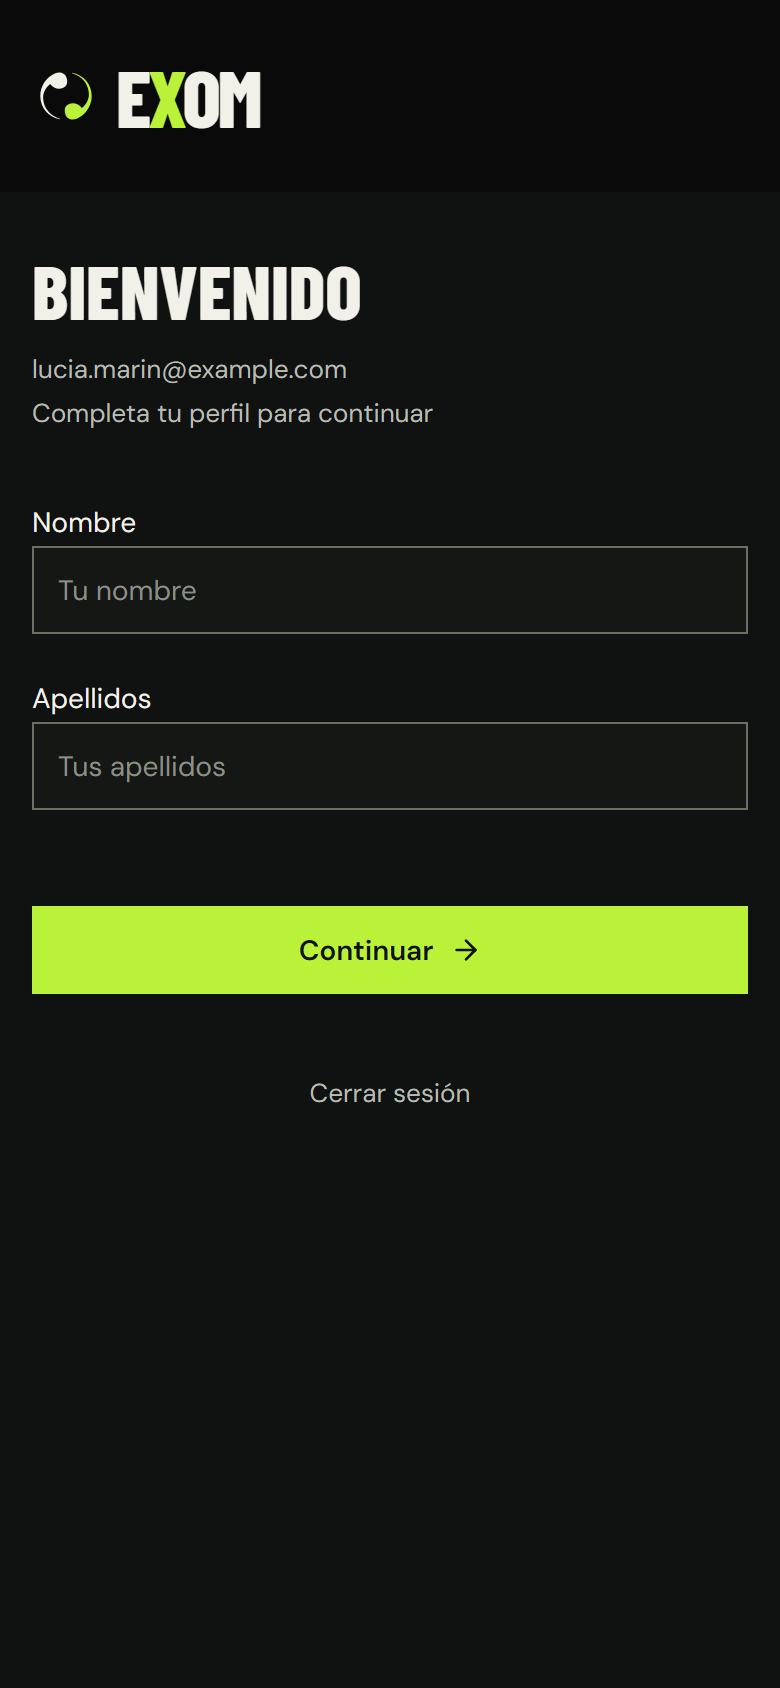 EXOM
BIENVENIDO
lucia.marin@example.com
Completa tu perfil para continuar
Nombre
Tu nombre
Apellidos
Tus apellidos
Continuar →
Cerrar sesión